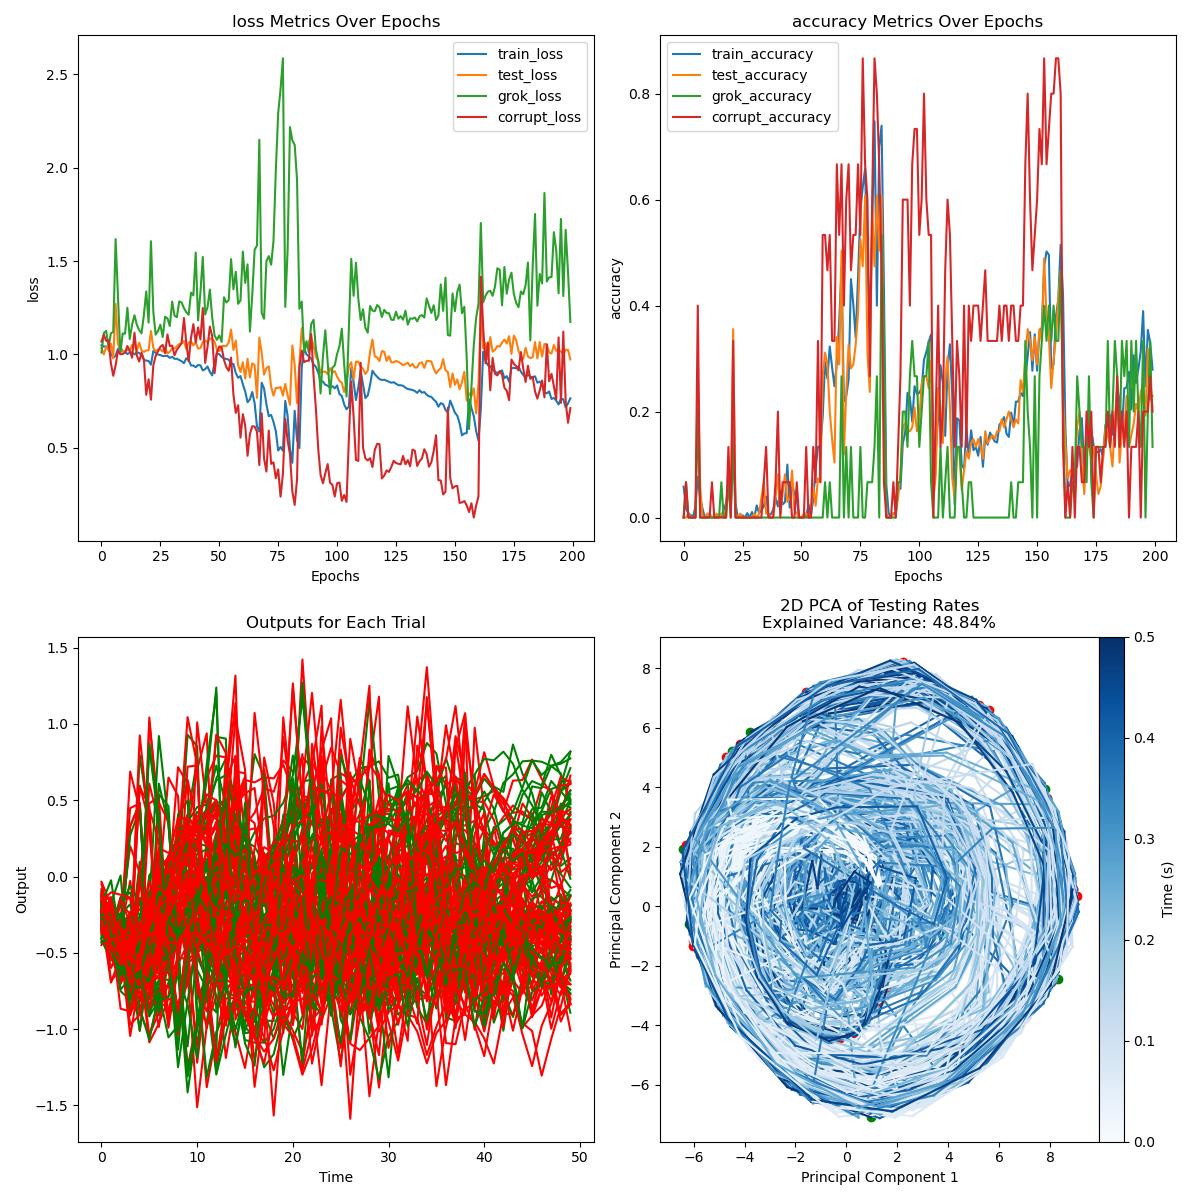 loss Metrics Over Epochs
train_loss
test_loss
grok_loss
corrupt_loss
2.5
2.0
1.5
1.0
0.5
loss
0
25
50
75
100
125
150
175
200
Epochs
accuracy Metrics Over Epochs
train_accuracy
test_accuracy
grok_accuracy
corrupt_accuracy
0.8
0.6
0.4
0.2
0.0
accuracy
0
25
50
75
100
125
150
175
200
Epochs
Outputs for Each Trial
1.5
1.0
0.5
0.0
−0.5
−1.0
−1.5
Output
0
10
20
30
40
50
Time
2D PCA of Testing Rates
Explained Variance: 48.84%
8
6
4
2
0
−2
−4
−6
Principal Component 2
−6
−4
−2
0
2
4
6
8
Principal Component 1
0.5
0.4
0.3
0.2
0.1
0.0
Time (s)